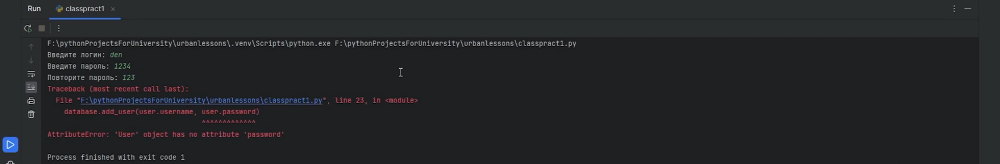 Run classpract1
F:\pythonProjectsForUniversity\urbanlessons\.venv\Scripts\python.exe F:\pythonProjectsForUniversity\urbanlessons\classpract1.py
Введите логин: den
Введите пароль: 1234
Повторите пароль: 123
Traceback (most recent call last):
  File "F:\pythonProjectsForUniversity\urbanlessons\classpract1.py", line 23, in <module>
    database.add_user(user.username, user.password)
                                     ^^^^^^^^^^^^^
AttributeError: 'User' object has no attribute 'password'
Process finished with exit code 1